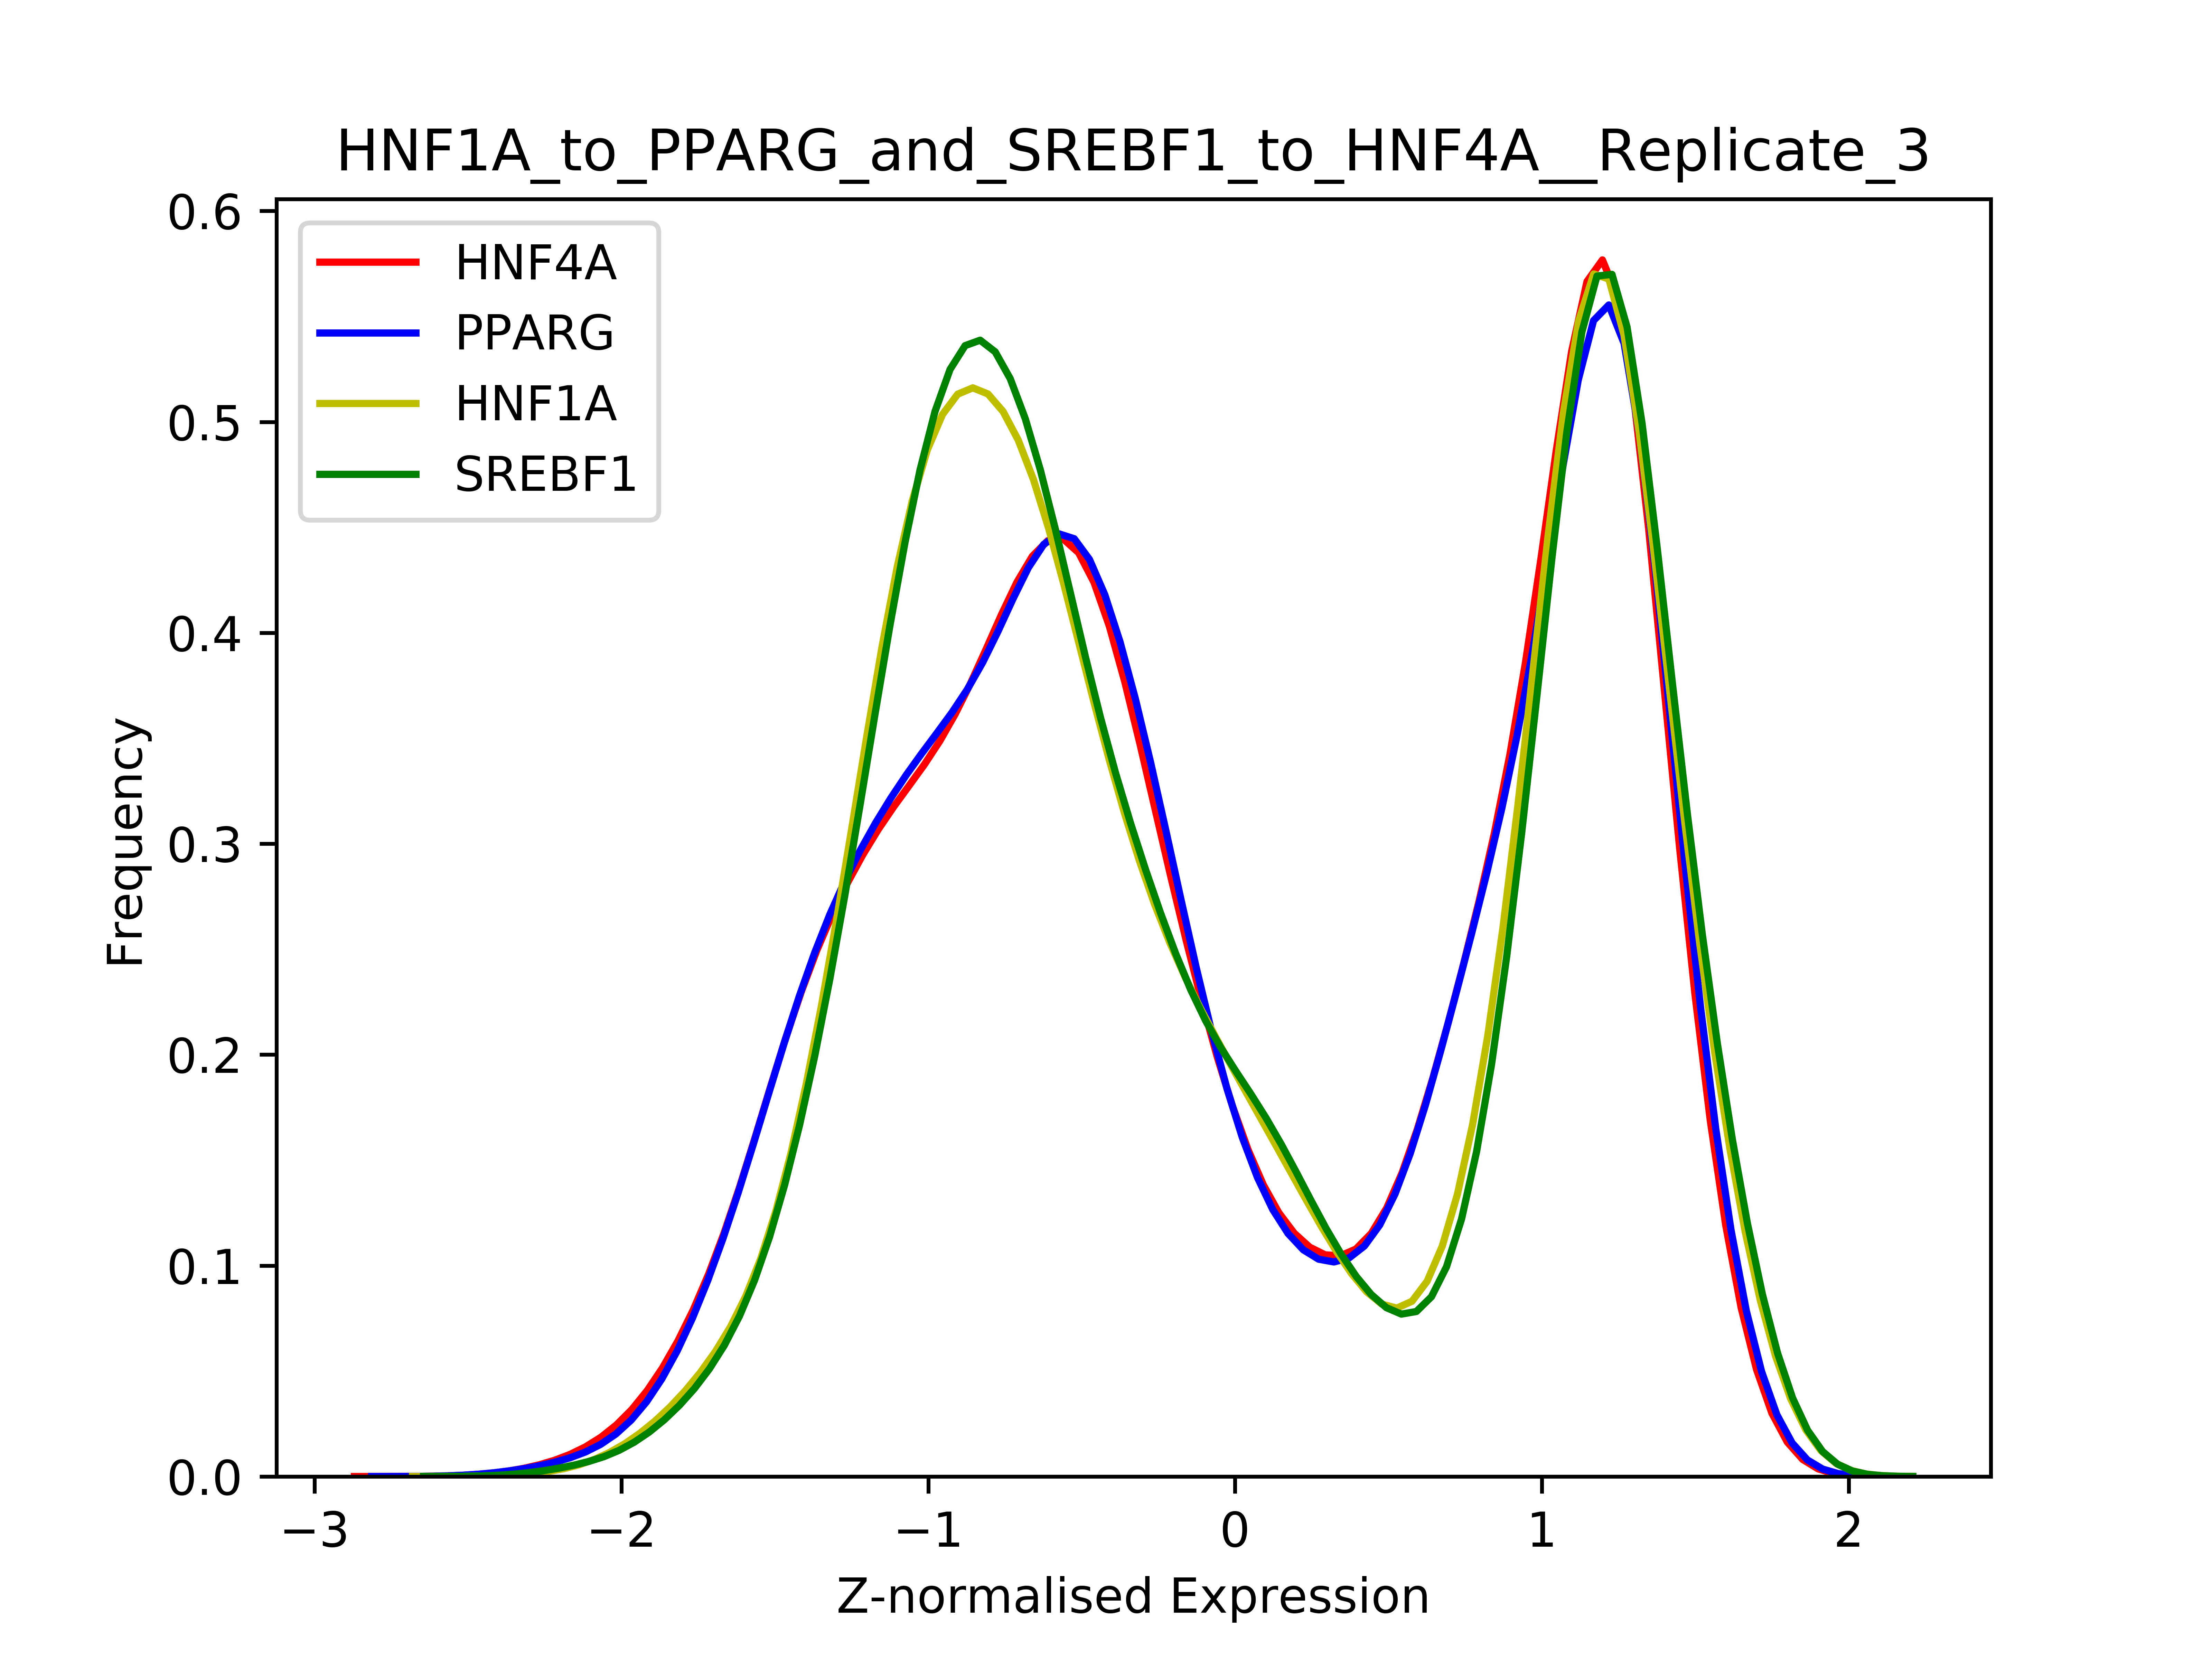 HNF1A_to_PPARG_and_SREBF1_to_HNF4A__Replicate_3
0.6
0.5
0.4
0.3
0.2
0.1
0.0
Frequency
HNF4A
PPARG
HNF1A
SREBF1
−3 −2 −1 0 1 2
Z-normalised Expression